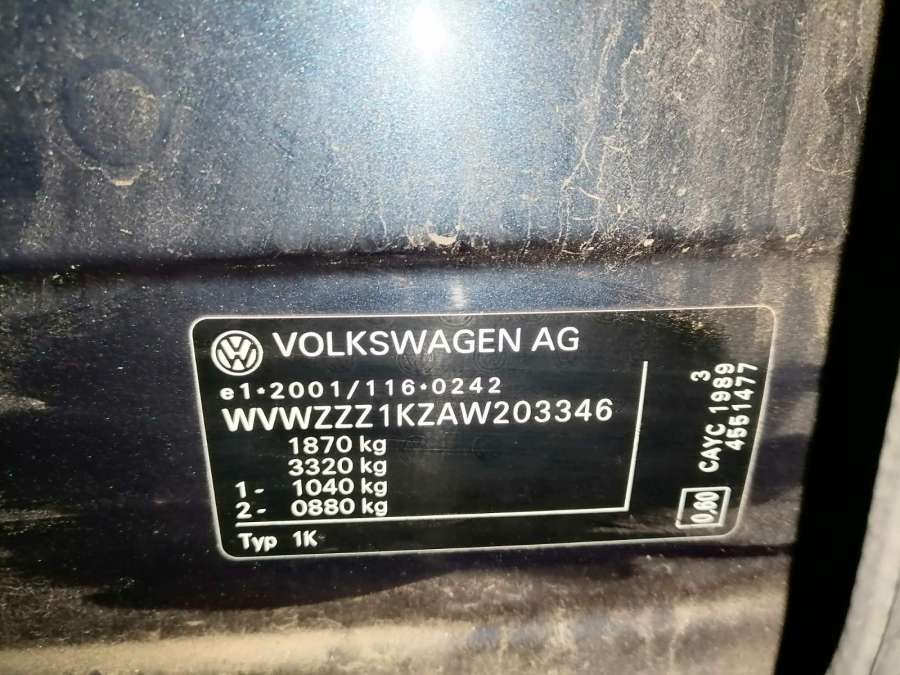 VOLKSWAGEN AG
e1*2001/116*0242
WVWZZZ1KZAW203346
1870 kg
3320 kg
1- 1040 kg
2- 0880 kg
Typ 1K
3
CAYC 1989
4551477
0,60